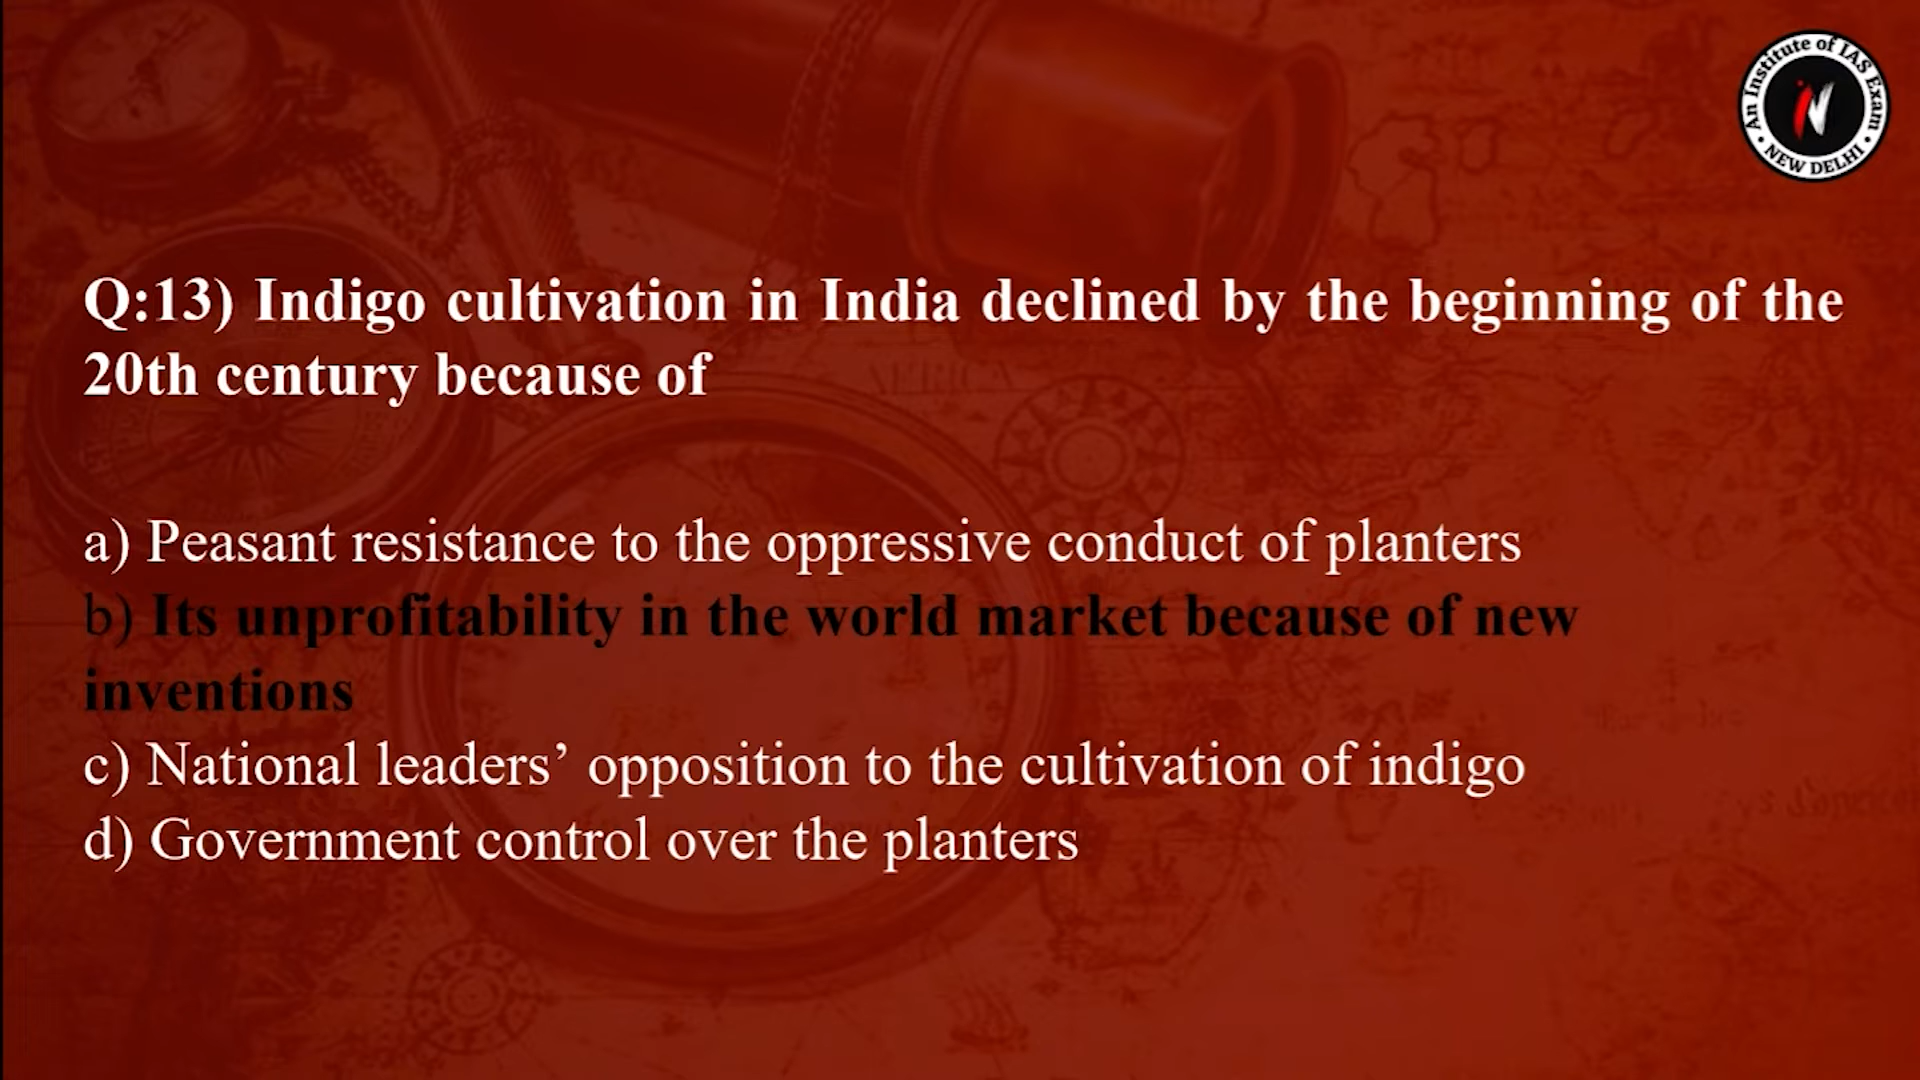 An Institute of IAS Exam
• NEW DELHI •
Q:13) Indigo cultivation in India declined by the beginning of the
20th century because of
a) Peasant resistance to the oppressive conduct of planters
b) Its unprofitability in the world market because of new
inventions
c) National leaders’ opposition to the cultivation of indigo
d) Government control over the planters
AFRICA